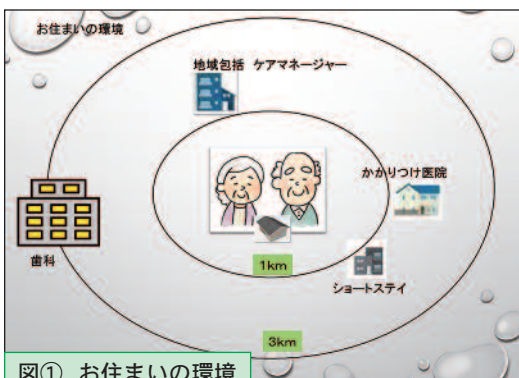 お住まいの環境
地域包括 ケアマネージャー
かかりつけ医院
歯科
1km
ショートステイ
3km
図① お住まいの環境